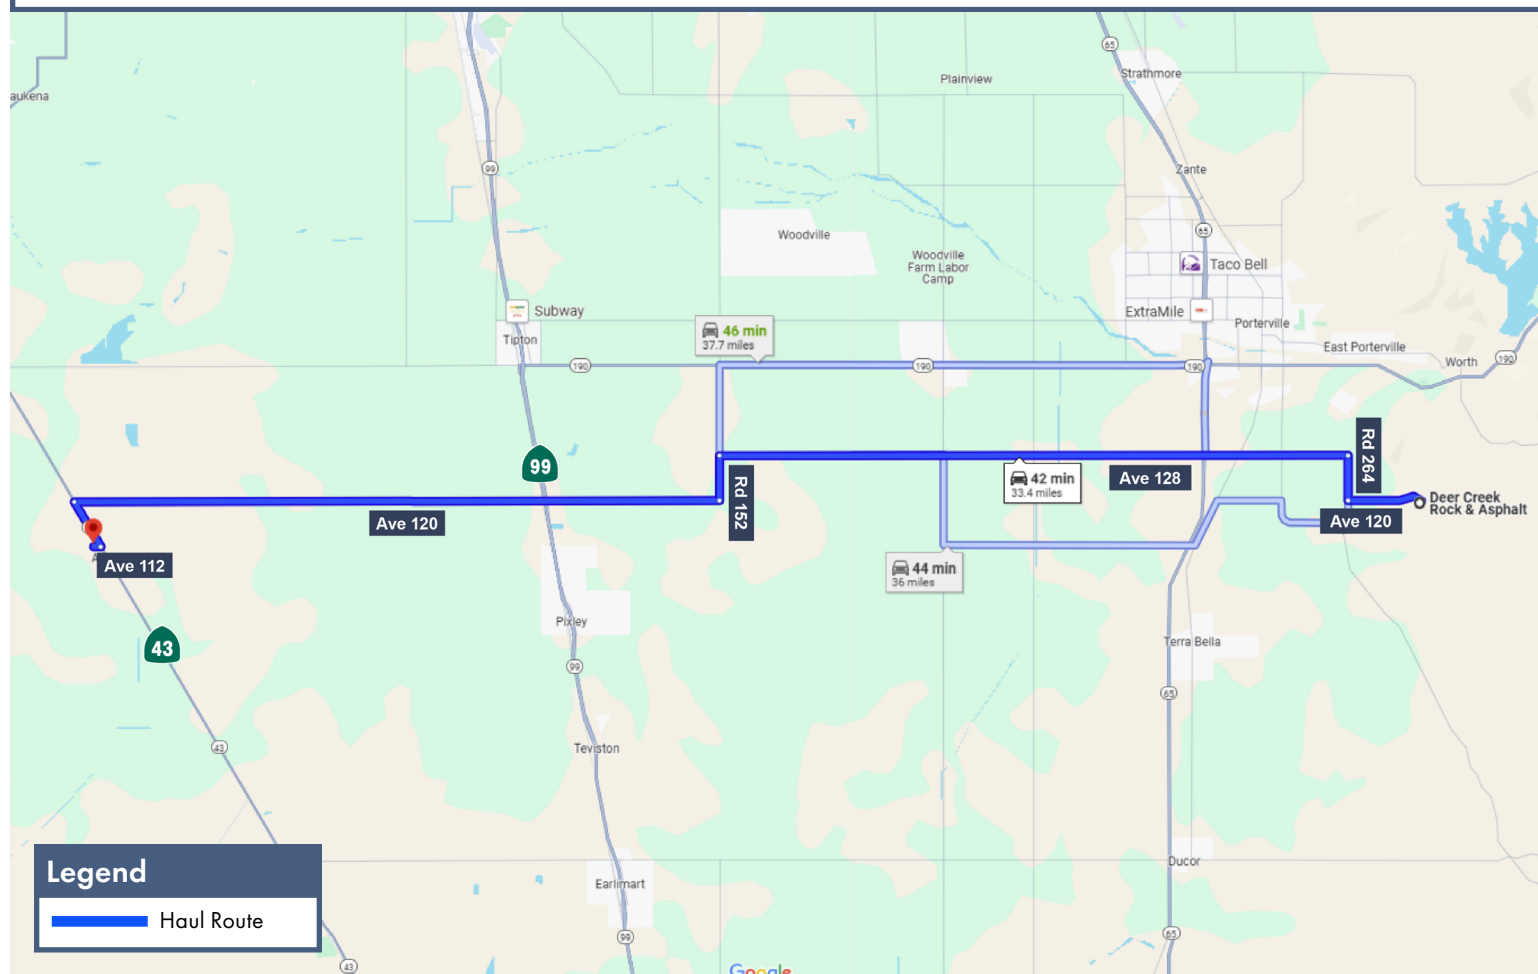 65
Strathmore
Plainview
aukena
99
Zante
65
Woodville
Woodville
Farm Labor
Camp
Taco Bell
Subway
ExtraMile
Porterville
46 min
37.7 miles
Tipton
East Porterville
Worth
190
190
190
190
Rd 264
99
Rd 152
42 min
33.4 miles
Ave 128
Deer Creek
Rock & Asphalt
Ave 120
Ave 120
Ave 112
44 min
36 miles
43
Pixley
Terra Bella
99
65
43
Teviston
Ducor
Legend
Earlimart
Haul Route
65
99
43
Google